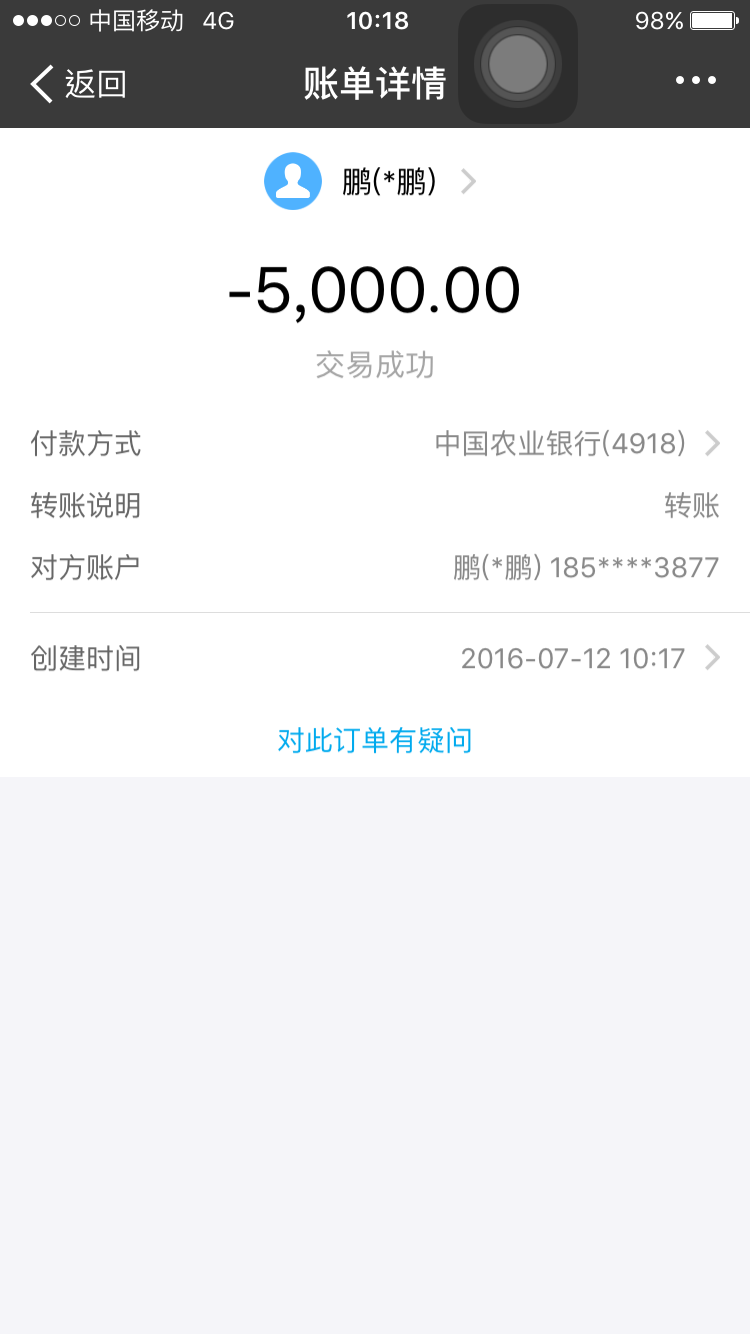 中国移动 4G 10:18 98%
返回 账单详情
鹏(*鹏)
-5,000.00
交易成功
付款方式 中国农业银行(4918)
转账说明 转账
对方账户 鹏(*鹏) 185****3877
创建时间 2016-07-12 10:17
对此订单有疑问